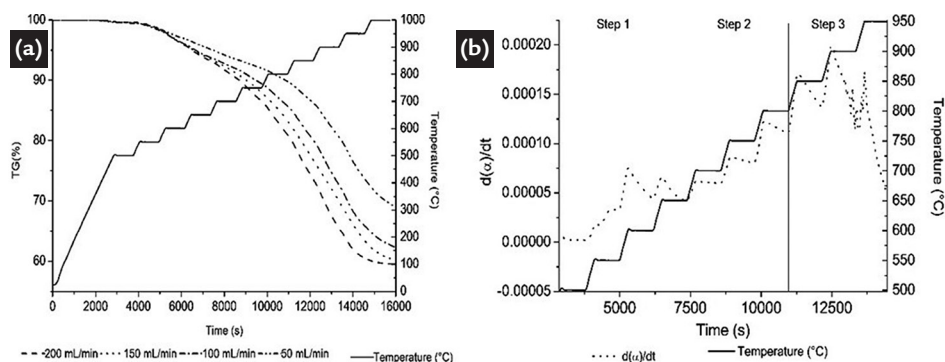 (a)
TG(%)
100
90
80
70
60
0 2000 4000 6000 8000 10000 12000 14000 16000
Time (s)
1000
900
800
700
600
500
400
300
200
100
0
Temperature (°C)
200 mL/min 150 mL/min 100 mL/min 50 mL/min Temperature (°C)
(b)
Step 1 Step 2 Step 3
d(α)/dt
0.00020
0.00015
0.00010
0.00005
0.00000
-0.00005
5000 7500 10000 12500
Time (s)
950
900
850
800
750
700
650
600
550
500
Temperature (°C)
d(α)/dt Temperature (°C)